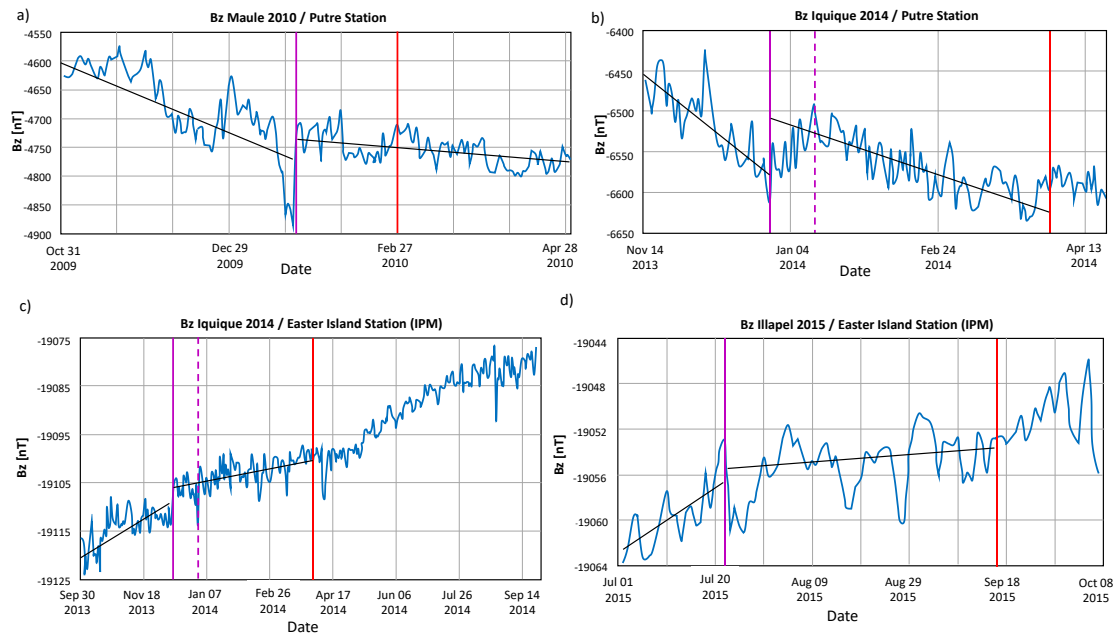 a)
Bz Maule 2010 / Putre Station
-4550
-4600
-4650
-4700
-4750
-4800
-4850
-4900
Bz [nT]
Oct 31 Dec 29 Feb 27 Apr 28
2009 2009 2010 2010
Date
b)
Bz Iquique 2014 / Putre Station
-6400
-6450
-6500
-6550
-6600
-6650
Bz [nT]
Nov 14 Jan 04 Feb 24 Apr 13
2013 2014 2014 2014
Date
c)
Bz Iquique 2014 / Easter Island Station (IPM)
-19075
-19085
-19095
-19105
-19115
-19125
Bz [nT]
Sep 30 Nov 18 Jan 07 Feb 26 Apr 17 Jun 06 Jul 26 Sep 14
2013 2013 2014 2014 2014 2014 2014 2014
Date
d)
Bz Illapel 2015 / Easter Island Station (IPM)
-19044
-19048
-19052
-19056
-19060
-19064
Bz [nT]
Jul 01 Jul 20 Aug 09 Aug 29 Sep 18 Oct 08
2015 2015 2015 2015 2015 2015
Date